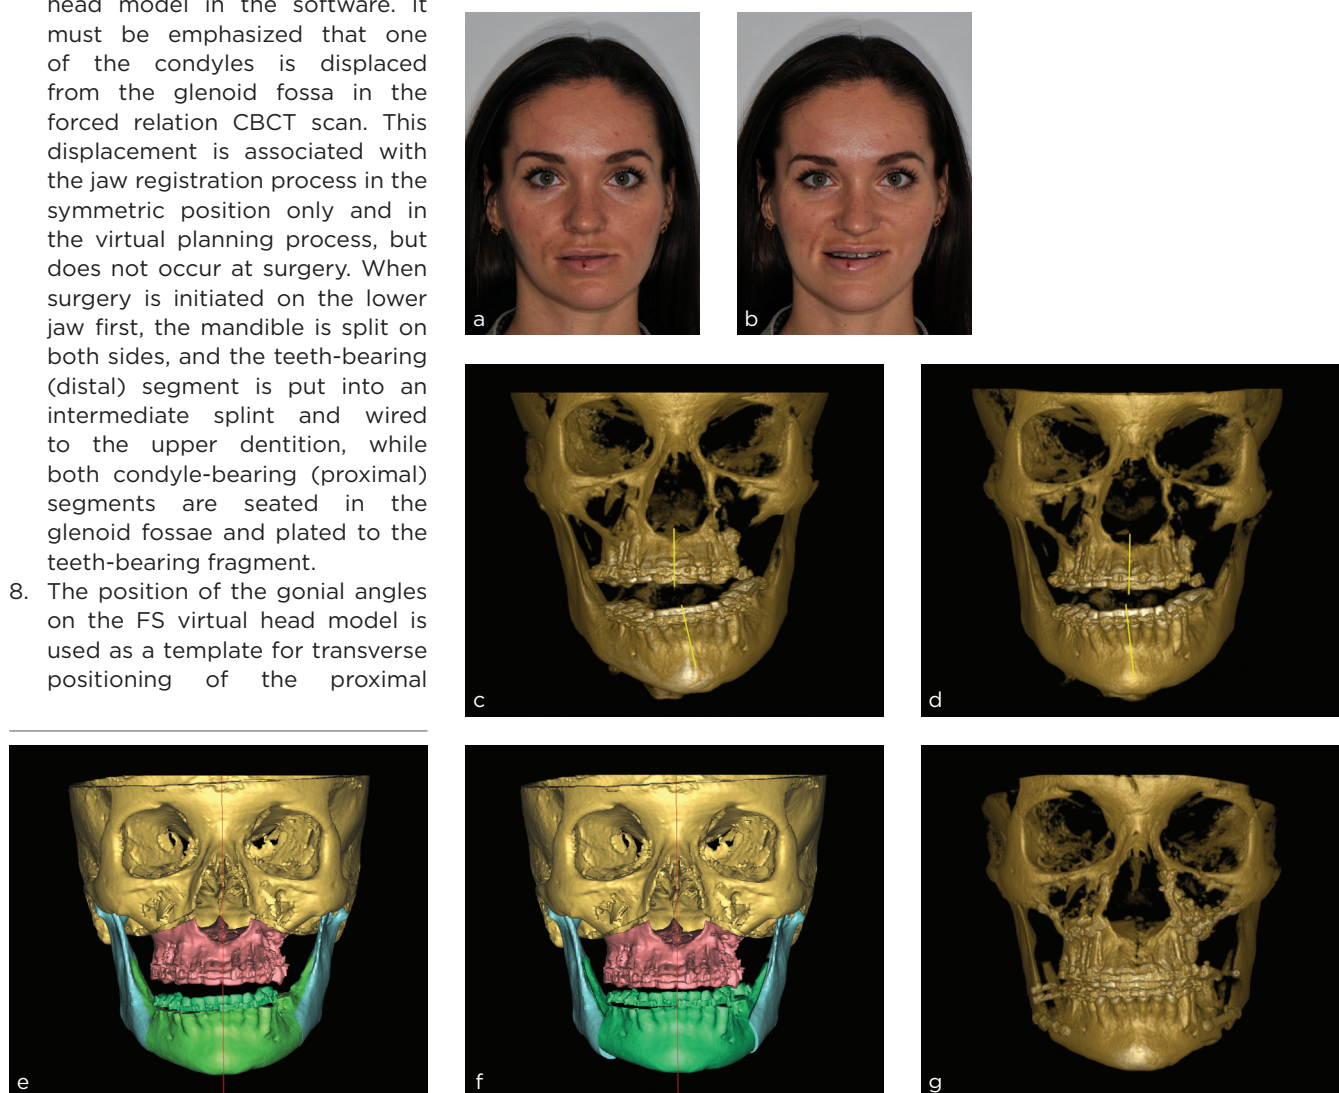 head model in the software. It
must be emphasized that one
of the condyles is displaced
from the glenoid fossa in the
forced relation CBCT scan. This
displacement is associated with
the jaw registration process in the
symmetric position only and in
the virtual planning process, but
does not occur at surgery. When
surgery is initiated on the lower
jaw first, the mandible is split on
both sides, and the teeth-bearing
(distal) segment is put into an
intermediate splint and wired
to the upper dentition, while
both condyle-bearing (proximal)
segments are seated in the
glenoid fossae and plated to the
teeth-bearing fragment.
8. The position of the gonial angles
on the FS virtual head model is
used as a template for transverse
positioning of the proximal
a
b
c
d
e
f
g